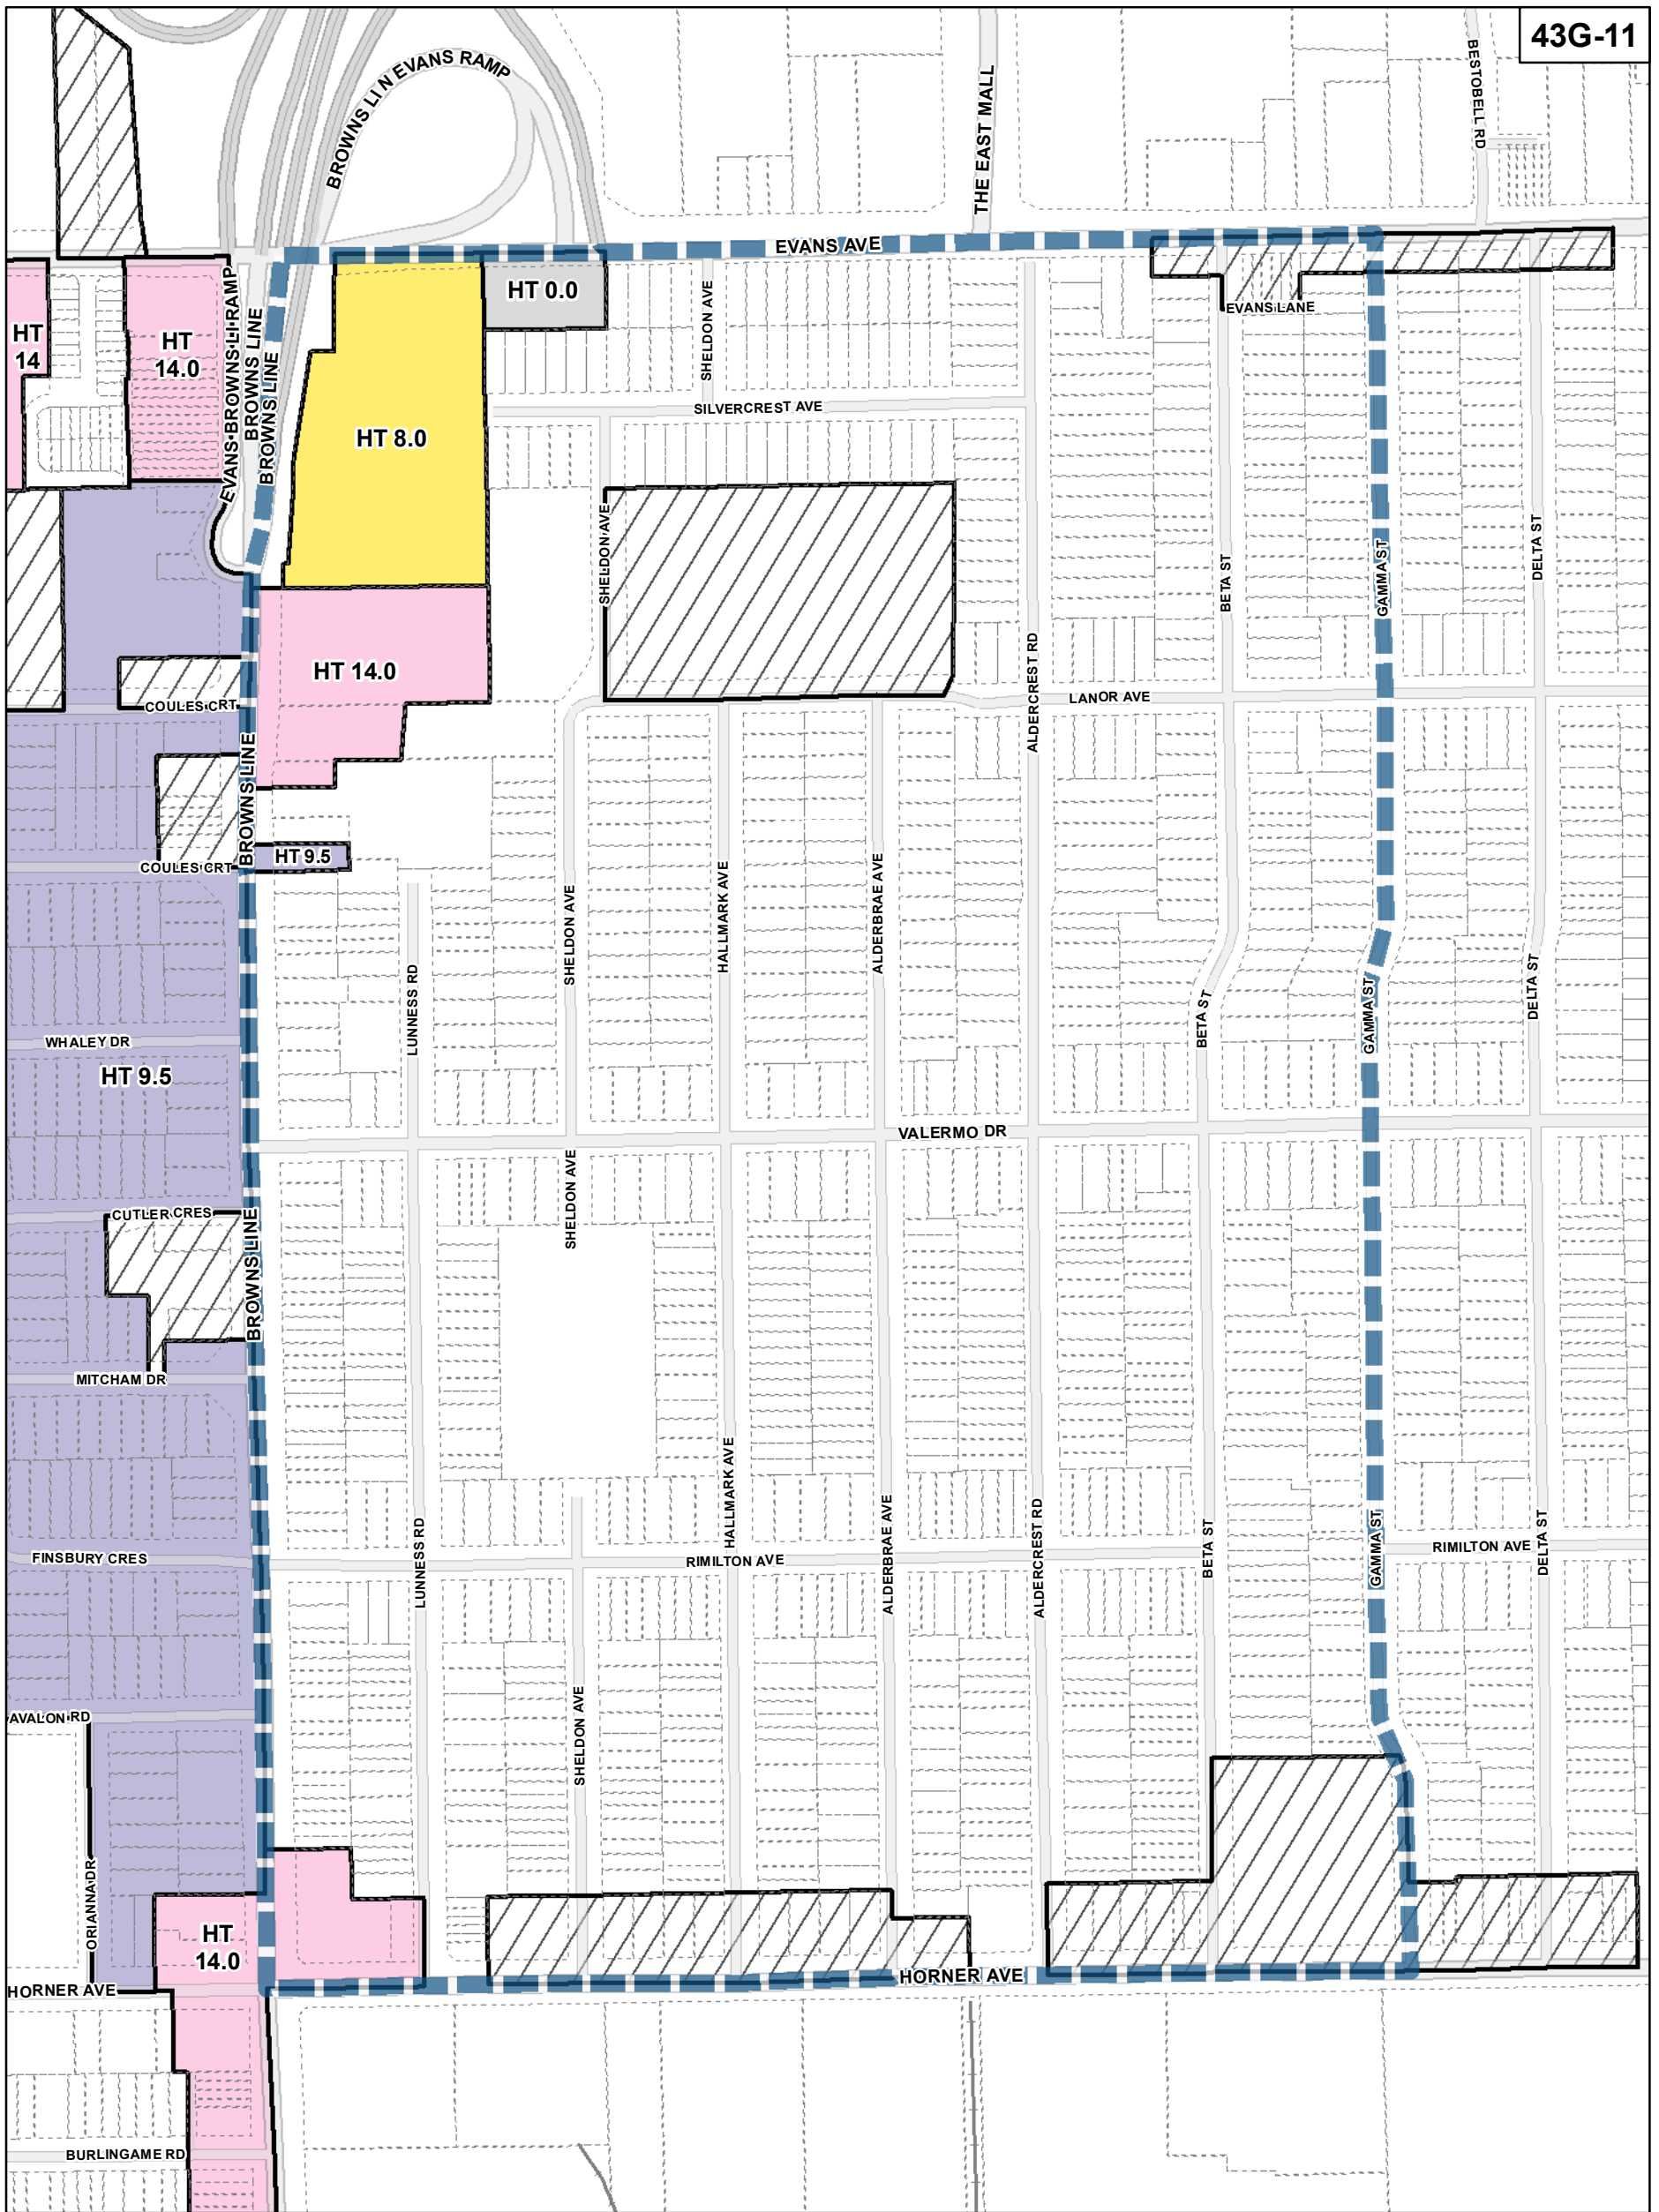 43G-11
BROWNS LI N EVANS RAMP
THE EAST MALL
BESTOBELL RD
EVANS AVE
HT 0.0
EVANS LANE
HT
14
HT
14.0
EVANS BROWNS LI RAMP
BROWNS LINE
BROWNS LINE
SHELDON AVE
SILVERCREST AVE
HT 8.0
SHELDON AVE
BETA ST
GAMMA ST
DELTA ST
HT 14.0
ALDERCREST RD
LANOR AVE
COULES CRT
BROWNS LINE
HT 9.5
COULES CRT
SHELDON AVE
HALLMARK AVE
ALDERBRAE AVE
LUNNESS RD
BETA ST
GAMMA ST
DELTA ST
WHALEY DR
HT 9.5
VALERMO DR
SHELDON AVE
CUTLER CRES
BROWNS LINE
MITCHAM DR
HALLMARK AVE
ALDERBRAE AVE
ALDERCREST RD
LUNNESS RD
BETA ST
GAMMA ST
DELTA ST
FINSBURY CRES
RIMILTON AVE
RIMILTON AVE
AVALON RD
SHELDON AVE
ORIANNA DR
HT
14.0
HORNER AVE
HORNER AVE
BURLINGAME RD